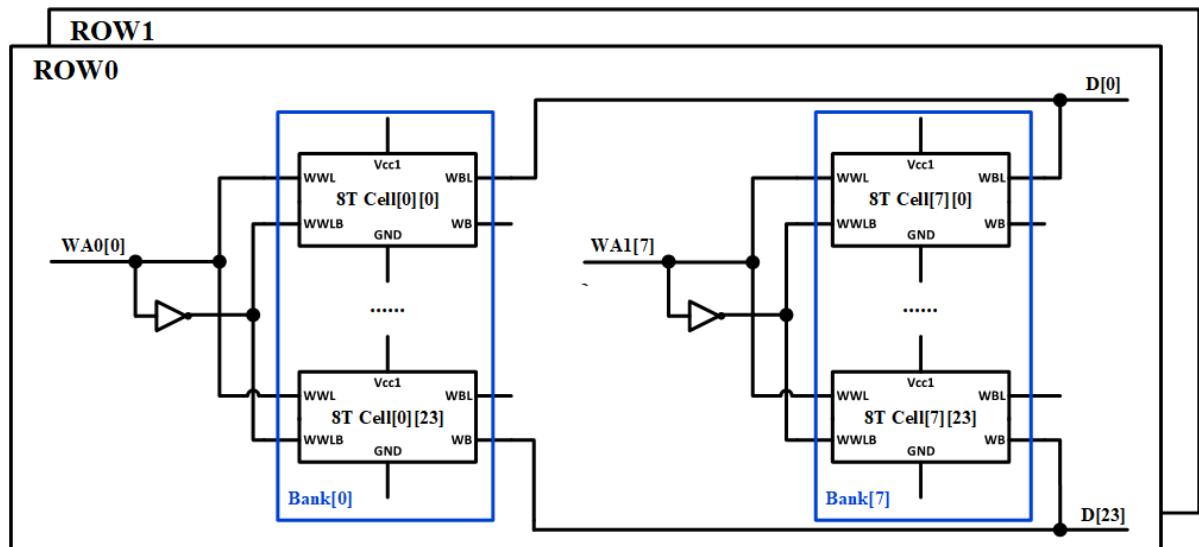 ROW1
ROW0
D[0]
Vcc1
WWL
WBL
8T Cell[0][0]
WWLB
WB
GND
WA0[0]
......
Vcc1
WWL
WBL
8T Cell[0][23]
WWLB
WB
GND
Bank[0]
Vcc1
WWL
WBL
8T Cell[7][0]
WWLB
WB
GND
WA1[7]
~
......
Vcc1
WWL
WBL
8T Cell[7][23]
WWLB
WB
GND
Bank[7]
D[23]